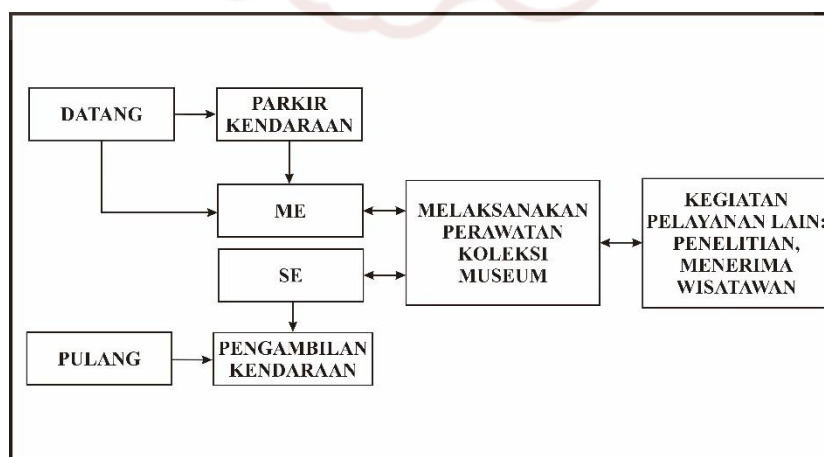 DATANG
PARKIR
KENDARAAN
ME
SE
MELAKSANAKAN
PERAWATAN
KOLEKSI
MUSEUM
KEGIATAN
PELAYANAN LAIN:
PENELITIAN,
MENERIMA
WISATAWAN
PULANG
PENGAMBILAN
KENDARAAN